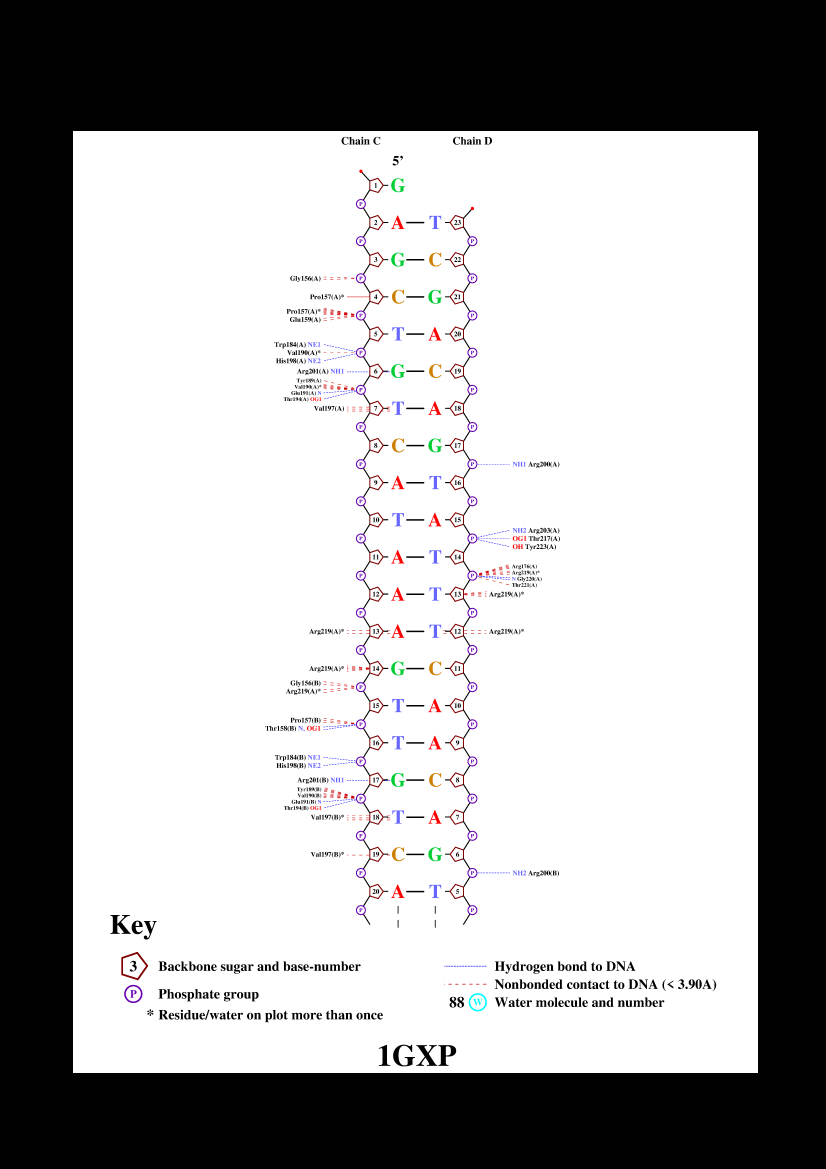 Chain C Chain D
5’
1 G
P
2 A T 23
P P
3 G C 22
Gly156(A) P P
Pro157(A)* 4 C G 21
Pro157(A)* P P
Glu159(A)
5 T A 20
Trp184(A) NE1
Val190(A)* P P
His198(A) NE2
Arg201(A) NH1 6 G C 19
Tyr189(A)
Val190(A)* P P
Glu191(A) N
Thr194(A) OG1
Val197(A) 7 T A 18
P P
8 C G 17
P P NH1 Arg200(A)
9 A T 16
P P
10 T A 15
NH2 Arg203(A)
P P OG1 Thr217(A)
OH Tyr223(A)
11 A T 14
Arg176(A)
P P Arg219(A)*
N Gly220(A)
Thr221(A)
12 A T 13 Arg219(A)*
P P
Arg219(A)* 13 A T 12 Arg219(A)*
P P
Arg219(A)* 14 G C 11
Gly156(B) P P
Arg219(A)*
15 T A 10
Pro157(B) P P
Thr158(B) N, OG1
16 T A 9
Trp184(B) NE1 P P
His198(B) NE2
Arg201(B) NH1 17 G C 8
Tyr189(B)
Val190(B) P P
Glu191(B) N
Thr194(B) OG1
Val197(B)* 18 T A 7
P P
Val197(B)* 19 C G 6
P P NH2 Arg200(B)
20 A T 5
P P
Key
3 Backbone sugar and base-number
P Phosphate group
* Residue/water on plot more than once
Hydrogen bond to DNA
Nonbonded contact to DNA (< 3.90A)
88 W Water molecule and number
1GXP